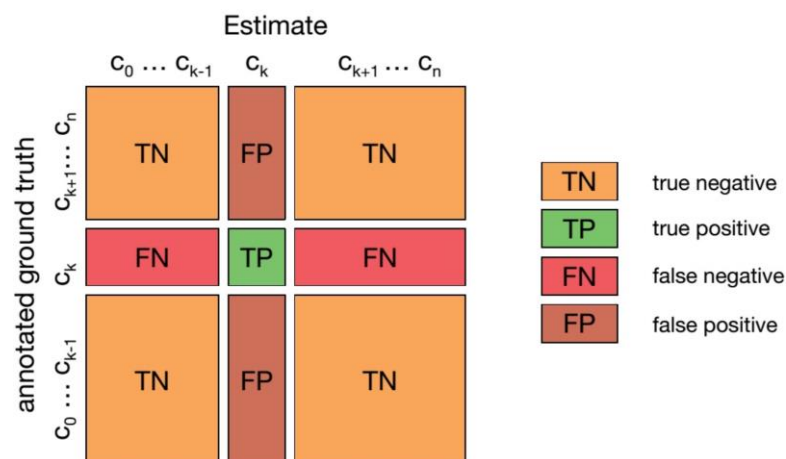 Estimate
c0 … ck-1 ck ck+1 … cn
annotated ground truth
ck+1… cn
ck
c0 … ck-1
TN FP TN
FN TP FN
TN FP TN
TN true negative
TP true positive
FN false negative
FP false positive